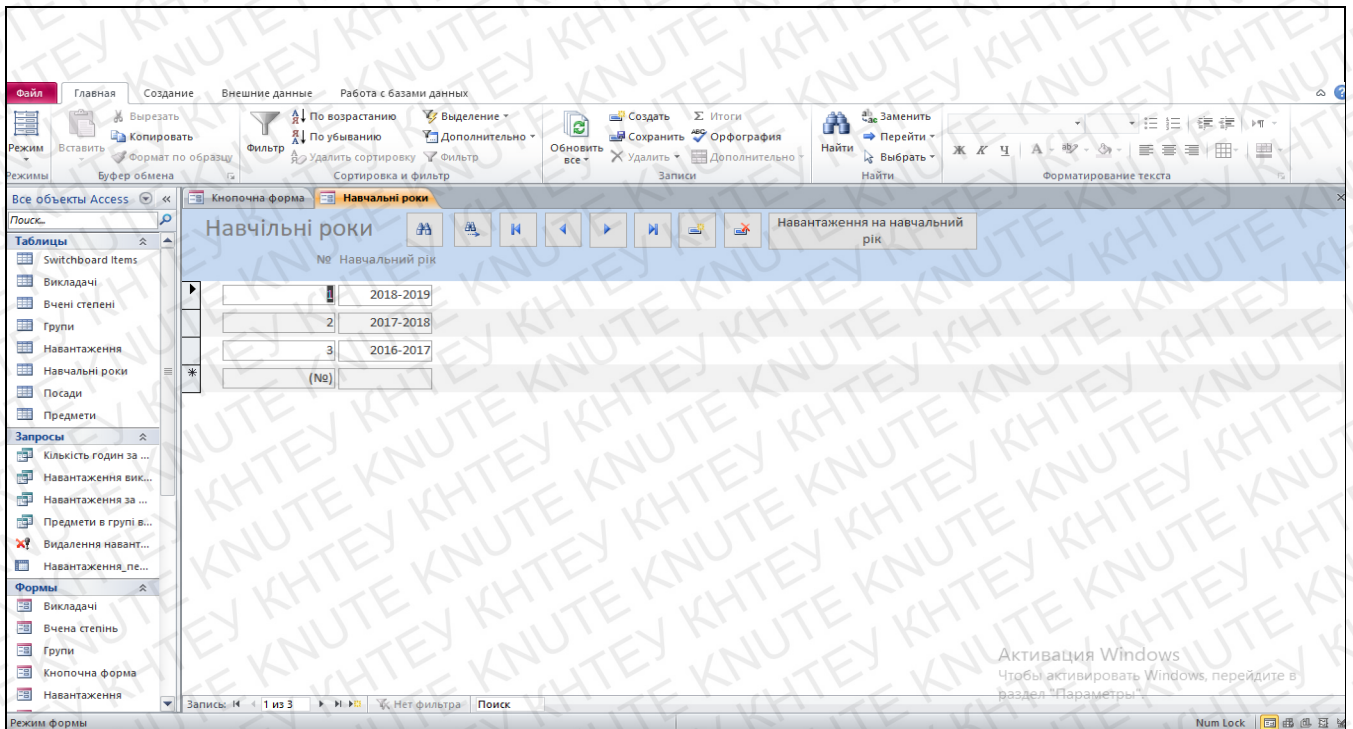 Файл Главная Создание Внешние данные Работа с базами данных
Режим
Режимы
Вставить
Вырезать
Копировать
Формат по образцу
Буфер обмена
Фильтр
По возрастанию
По убыванию
Удалить сортировку
Выделение
Дополнительно
Фильтр
Сортировка и фильтр
Обновить
все
Создать
Сохранить
Удалить
Итоги
Орфография
Дополнительно
Записи
Найти
Заменить
Перейти
Выбрать
Найти
Ж К Ч
Форматирование текста
Все объекты Access
Поиск...
Таблицы
Switchboard Items
Викладачі
Вчені степені
Групи
Навантаження
Навчальні роки
Посади
Предмети
Запросы
Кількість годин за ...
Навантаження вик...
Навантаження за ...
Предмети в групі в...
Видалення навант...
Навантаження_пе...
Формы
Викладачі
Вчена степінь
Групи
Кнопочна форма
Навантаження
Кнопочна форма Навчальні роки
Навчільні роки
Навантаження на навчальний
рік
№ Навчальний рік
1 2018-2019
2 2017-2018
3 2016-2017
(№)
Активация Windows
Чтобы активировать Windows, перейдите в
раздел "Параметры".
Запись: 1 из 3 Нет фильтра Поиск
Режим формы Num Lock